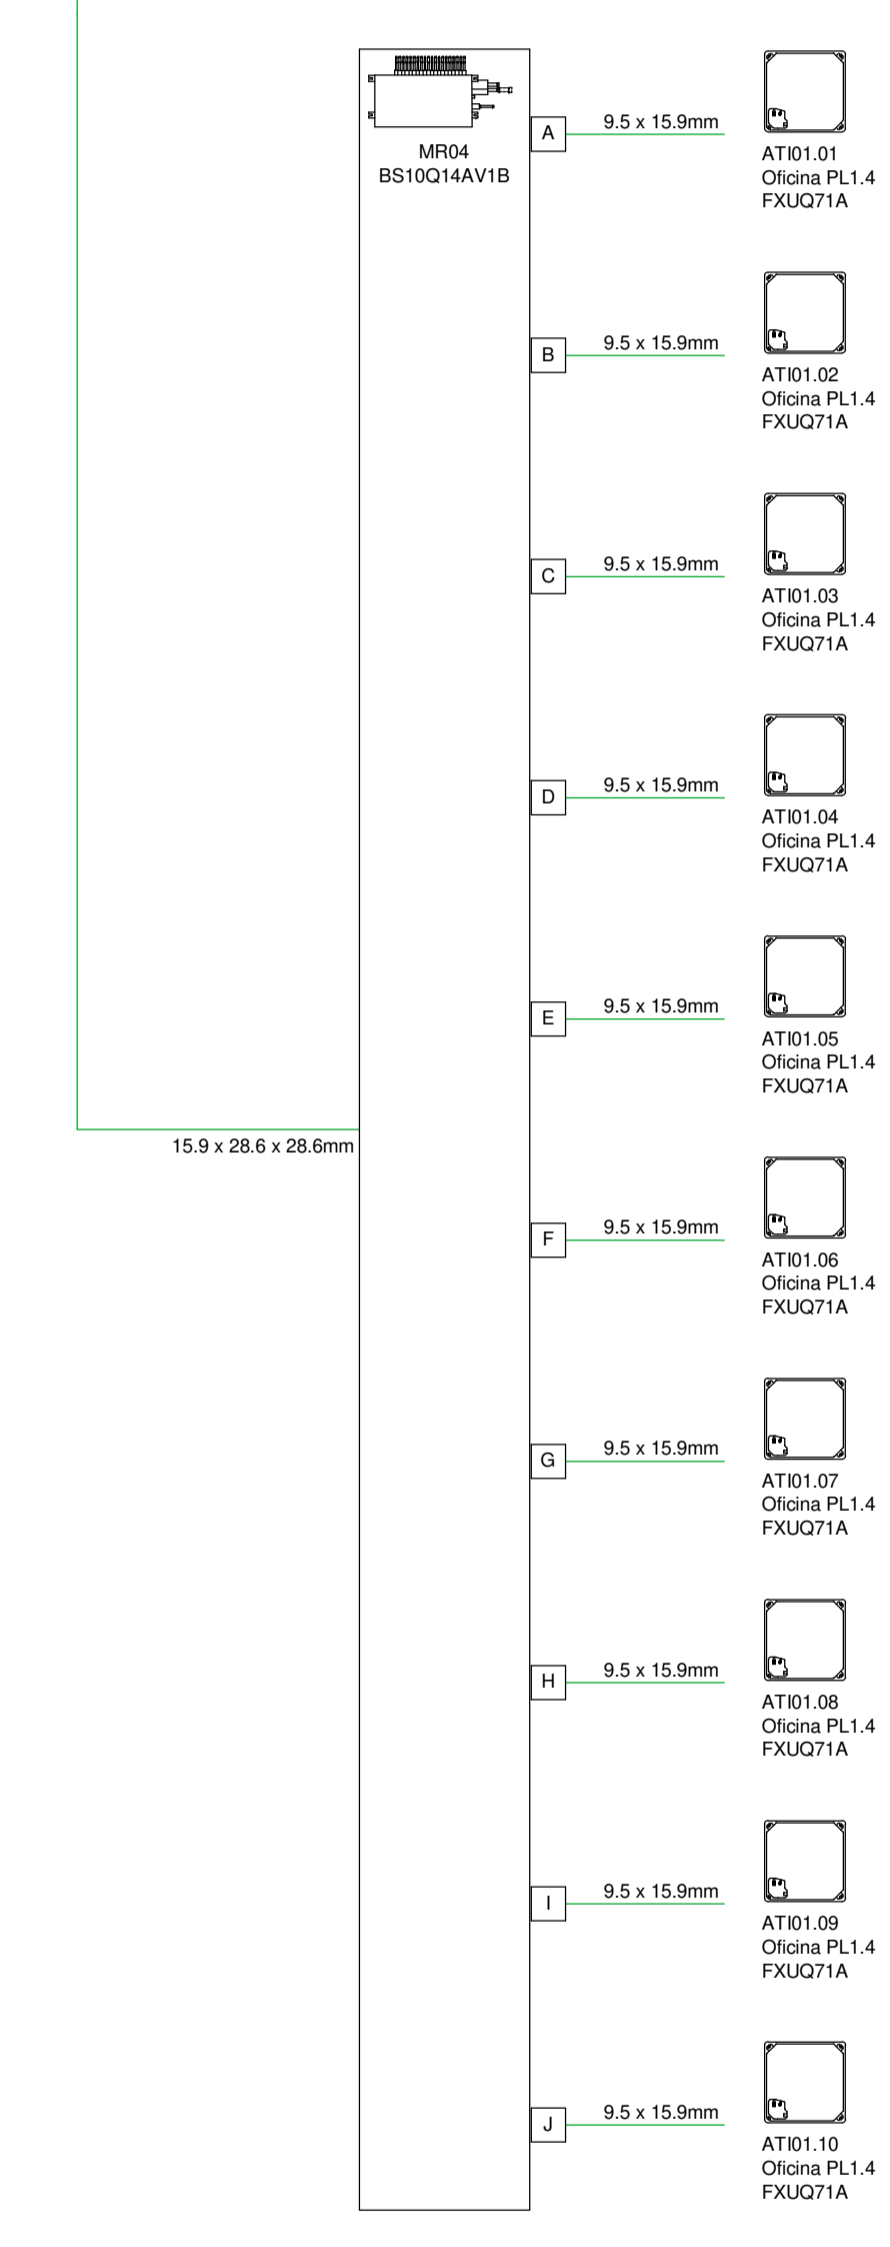 MR04
BS10Q14AV1B
A
9.5 x 15.9mm
ATI01.01
Oficina PL1.4
FXUQ71A
B
9.5 x 15.9mm
ATI01.02
Oficina PL1.4
FXUQ71A
C
9.5 x 15.9mm
ATI01.03
Oficina PL1.4
FXUQ71A
D
9.5 x 15.9mm
ATI01.04
Oficina PL1.4
FXUQ71A
E
9.5 x 15.9mm
ATI01.05
Oficina PL1.4
FXUQ71A
15.9 x 28.6 x 28.6mm
F
9.5 x 15.9mm
ATI01.06
Oficina PL1.4
FXUQ71A
G
9.5 x 15.9mm
ATI01.07
Oficina PL1.4
FXUQ71A
H
9.5 x 15.9mm
ATI01.08
Oficina PL1.4
FXUQ71A
I
9.5 x 15.9mm
ATI01.09
Oficina PL1.4
FXUQ71A
J
9.5 x 15.9mm
ATI01.10
Oficina PL1.4
FXUQ71A